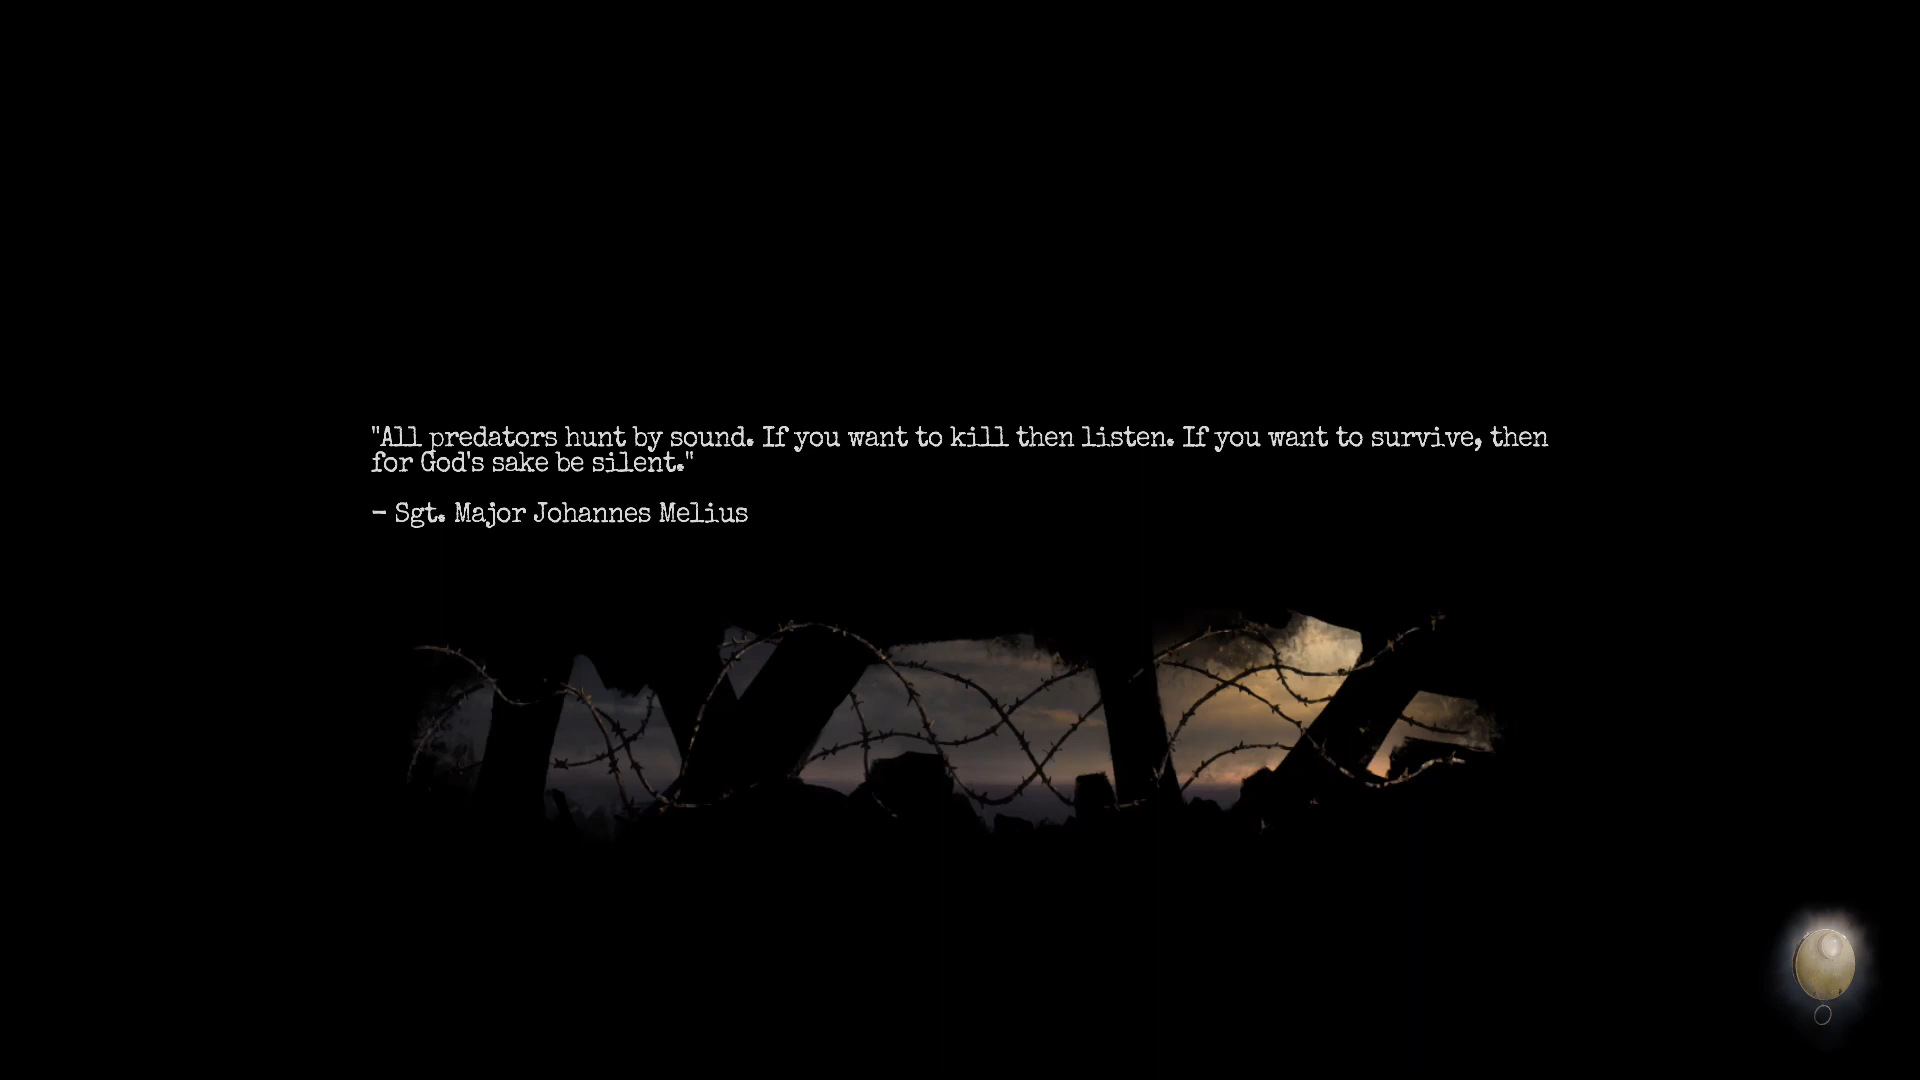 "All predators hunt by sound. If you want to kill then listen. If you want to survive, then
for God's sake be silent."
- Sgt. Major Johannes Melius